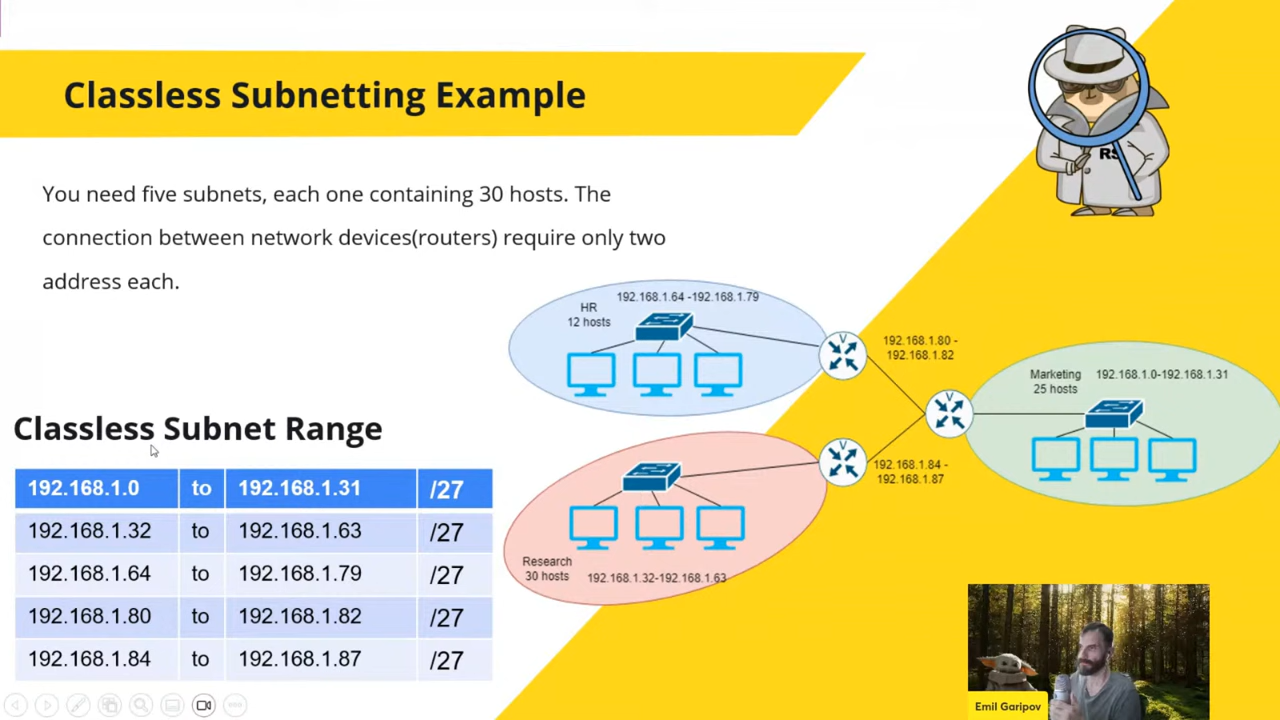 Classless Subnetting Example
RS
You need five subnets, each one containing 30 hosts. The
connection between network devices(routers) require only two
address each.
HR
12 hosts
192.168.1.64 -192.168.1.79
V
192.168.1.80 -
192.168.1.82
V
Marketing
25 hosts
192.168.1.0-192.168.1.31
V
192.168.1.84 -
192.168.1.87
Research
30 hosts
192.168.1.32-192.168.1.63
Classless Subnet Range
192.168.1.0 to 192.168.1.31 /27
192.168.1.32 to 192.168.1.63 /27
192.168.1.64 to 192.168.1.79 /27
192.168.1.80 to 192.168.1.82 /27
192.168.1.84 to 192.168.1.87 /27
Emil Garipov